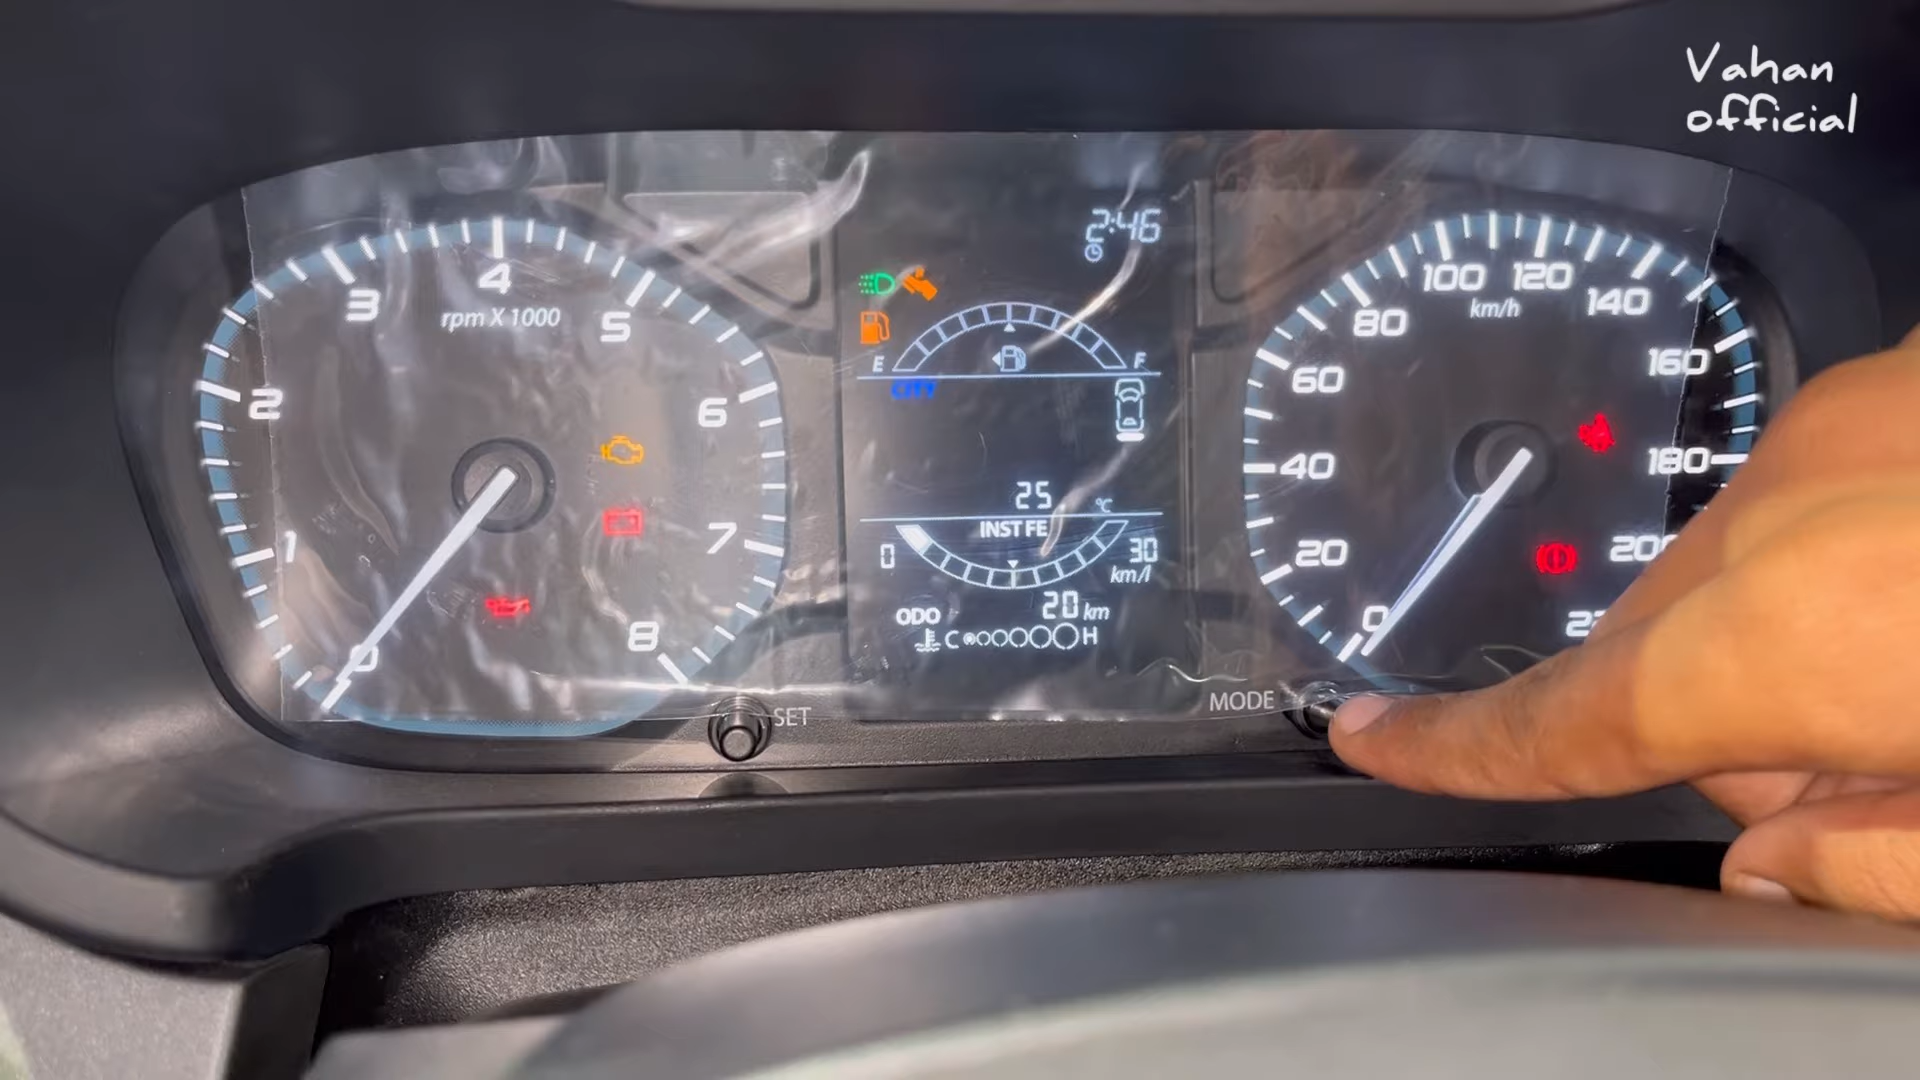 Vahan
official
2:46
E
F
CITY
25 °C
INST FE
0
30
km/l
ODO
20 km
C
H
0
1
2
3
4
5
6
7
8
rpm X 1000
0
20
40
60
80
100
120
140
160
180
km/h
SET
MODE